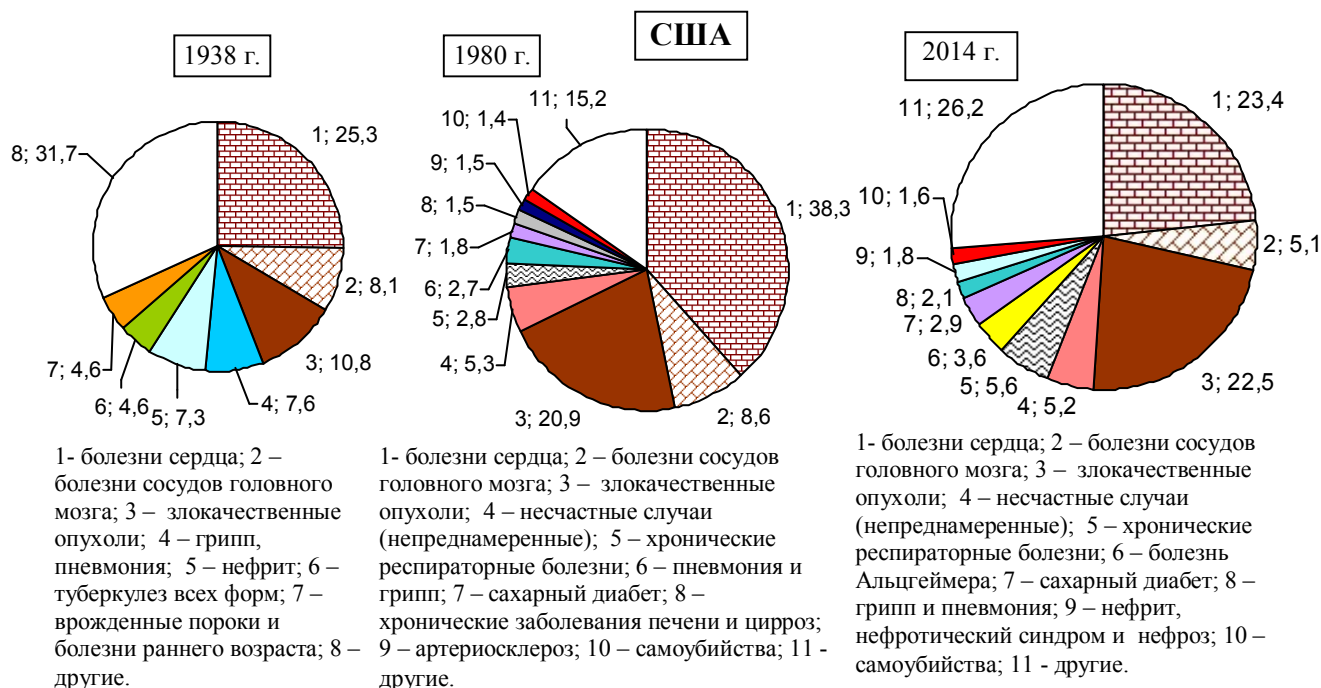 США
1938 г.
1; 25,3
2; 8,1
3; 10,8
4; 7,6
5; 7,3
6; 4,6
7; 4,6
8; 31,7
1- болезни сердца; 2 –
болезни сосудов головного
мозга; 3 – злокачественные
опухоли; 4 – грипп,
пневмония; 5 – нефрит; 6 –
туберкулез всех форм; 7 –
врожденные пороки и
болезни раннего возраста; 8 –
другие.
1980 г.
1; 38,3
2; 8,6
3; 20,9
4; 5,3
5; 2,8
6; 2,7
7; 1,8
8; 1,5
9; 1,5
10; 1,4
11; 15,2
1- болезни сердца; 2 – болезни сосудов
головного мозга; 3 – злокачественные
опухоли; 4 – несчастные случаи
(непреднамеренные); 5 – хронические
респираторные болезни; 6 – пневмония и
грипп; 7 – сахарный диабет; 8 –
хронические заболевания печени и цирроз;
9 – артериосклероз; 10 – самоубийства; 11 -
другие.
2014 г.
1; 23,4
2; 5,1
3; 22,5
4; 5,2
5; 5,6
6; 3,6
7; 2,9
8; 2,1
9; 1,8
10; 1,6
11; 26,2
1- болезни сердца; 2 – болезни сосудов
головного мозга; 3 – злокачественные
опухоли; 4 – несчастные случаи
(непреднамеренные); 5 – хронические
респираторные болезни; 6 – болезнь
Альцгеймера; 7 – сахарный диабет; 8 –
грипп и пневмония; 9 – нефрит,
нефротический синдром и нефроз; 10 –
самоубийства; 11 - другие.